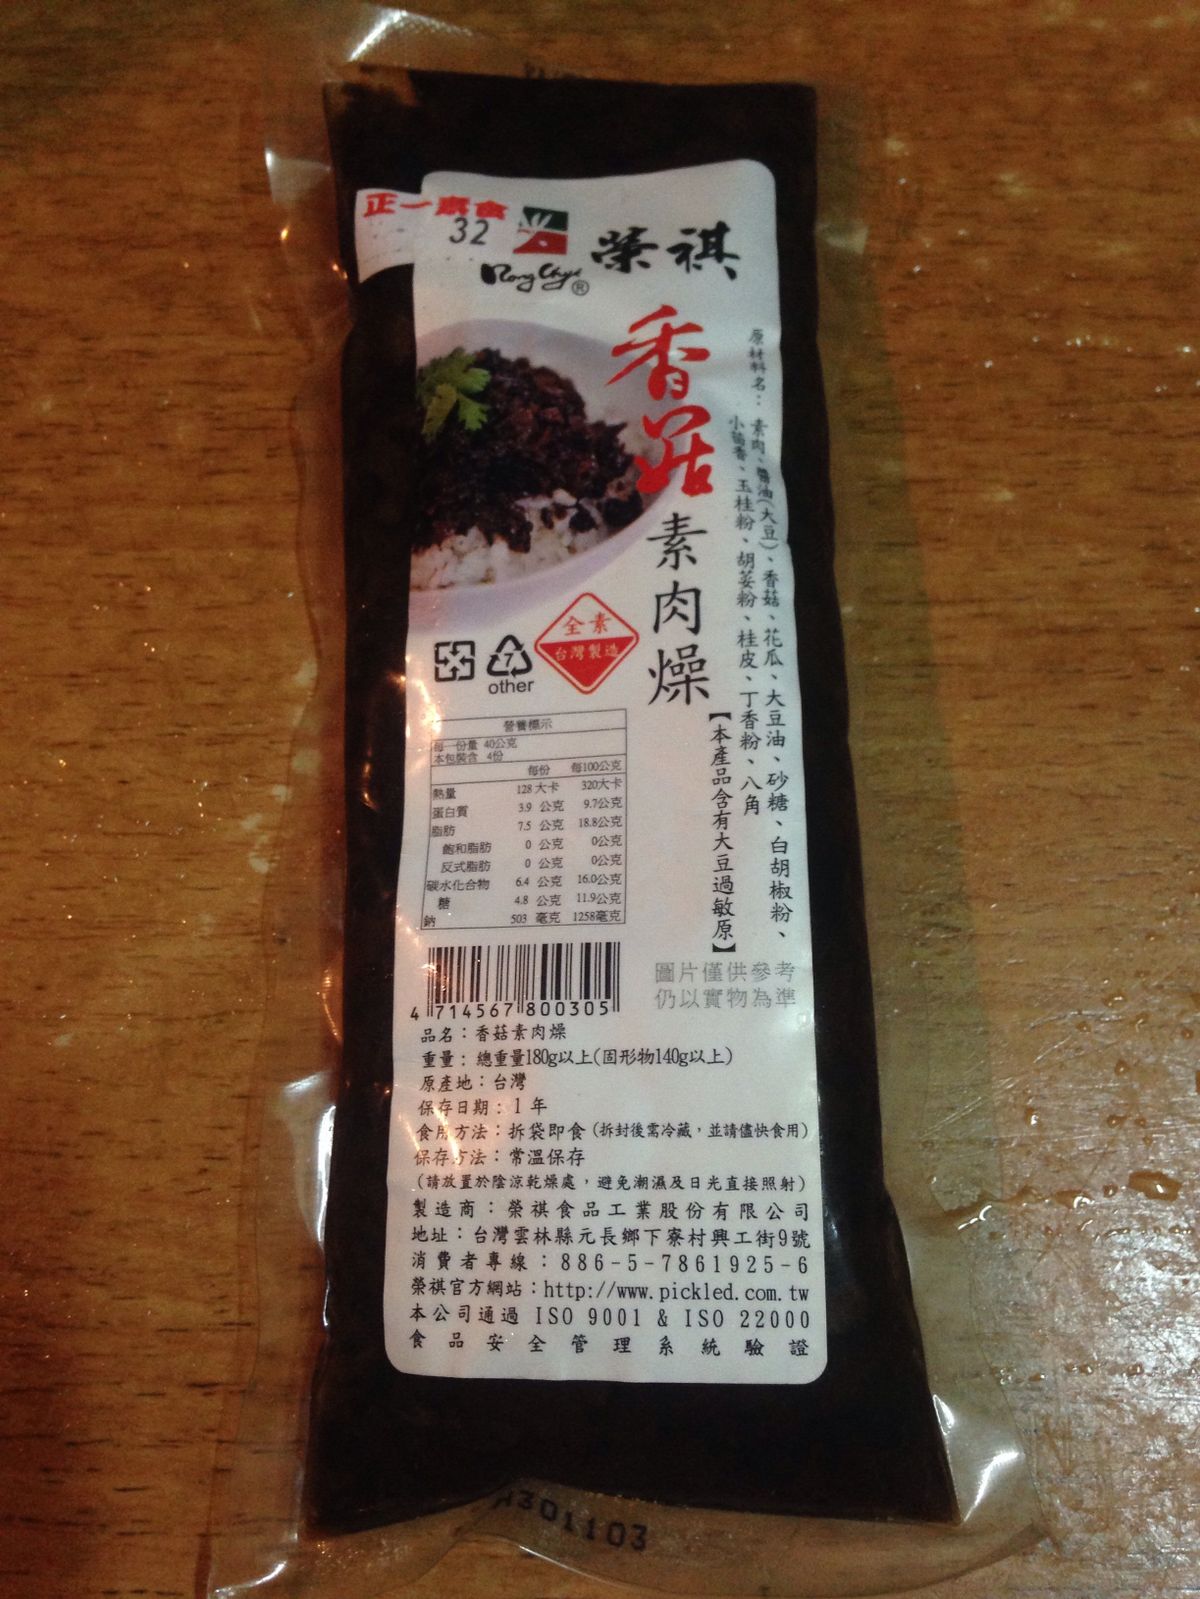 正一素食
32
榮祺
Rong Chyi®
香菇
素肉燥
原材料名：素肉、醬油(大豆)、香菇、花瓜、大豆油、砂糖、白胡椒粉、
小茴香、玉桂粉、胡荽粉、桂皮、丁香粉、八角
【本產品含有大豆過敏原】
全素
台灣製造
7
other
營養標示
每一份量 40公克
本包裝含 4份
每份 每100公克
熱量 128 大卡 320大卡
蛋白質 3.9 公克 9.7公克
脂肪 7.5 公克 18.8公克
飽和脂肪 0 公克 0公克
反式脂肪 0 公克 0公克
碳水化合物 6.4 公克 16.0公克
糖 4.8 公克 11.9公克
鈉 503 毫克 1258毫克
圖片僅供參考
仍以實物為準
4 714567 800305
品名：香菇素肉燥
重量：總重量180g以上(固形物140g以上)
原產地：台灣
保存日期：1 年
食用方法：拆袋即食 (拆封後需冷藏，並請儘快食用)
保存方法：常溫保存
(請放置於陰涼乾燥處，避免潮濕及日光直接照射)
製造商：榮祺食品工業股份有限公司
地址：台灣雲林縣元長鄉下寮村興工街9號
消費者專線：886-5-7861925-6
榮祺官方網站：http://www.pickled.com.tw
本公司通過 ISO 9001 & ISO 22000
食品安全管理系統驗證
301103